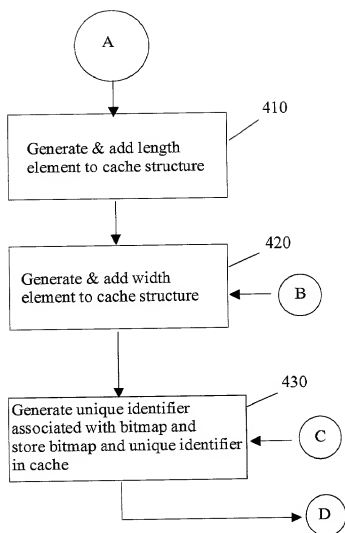 A
410
Generate & add length
element to cache structure
420
Generate & add width
element to cache structure
B
430
Generate unique identifier
associated with bitmap and
store bitmap and unique identifier
in cache
C
D